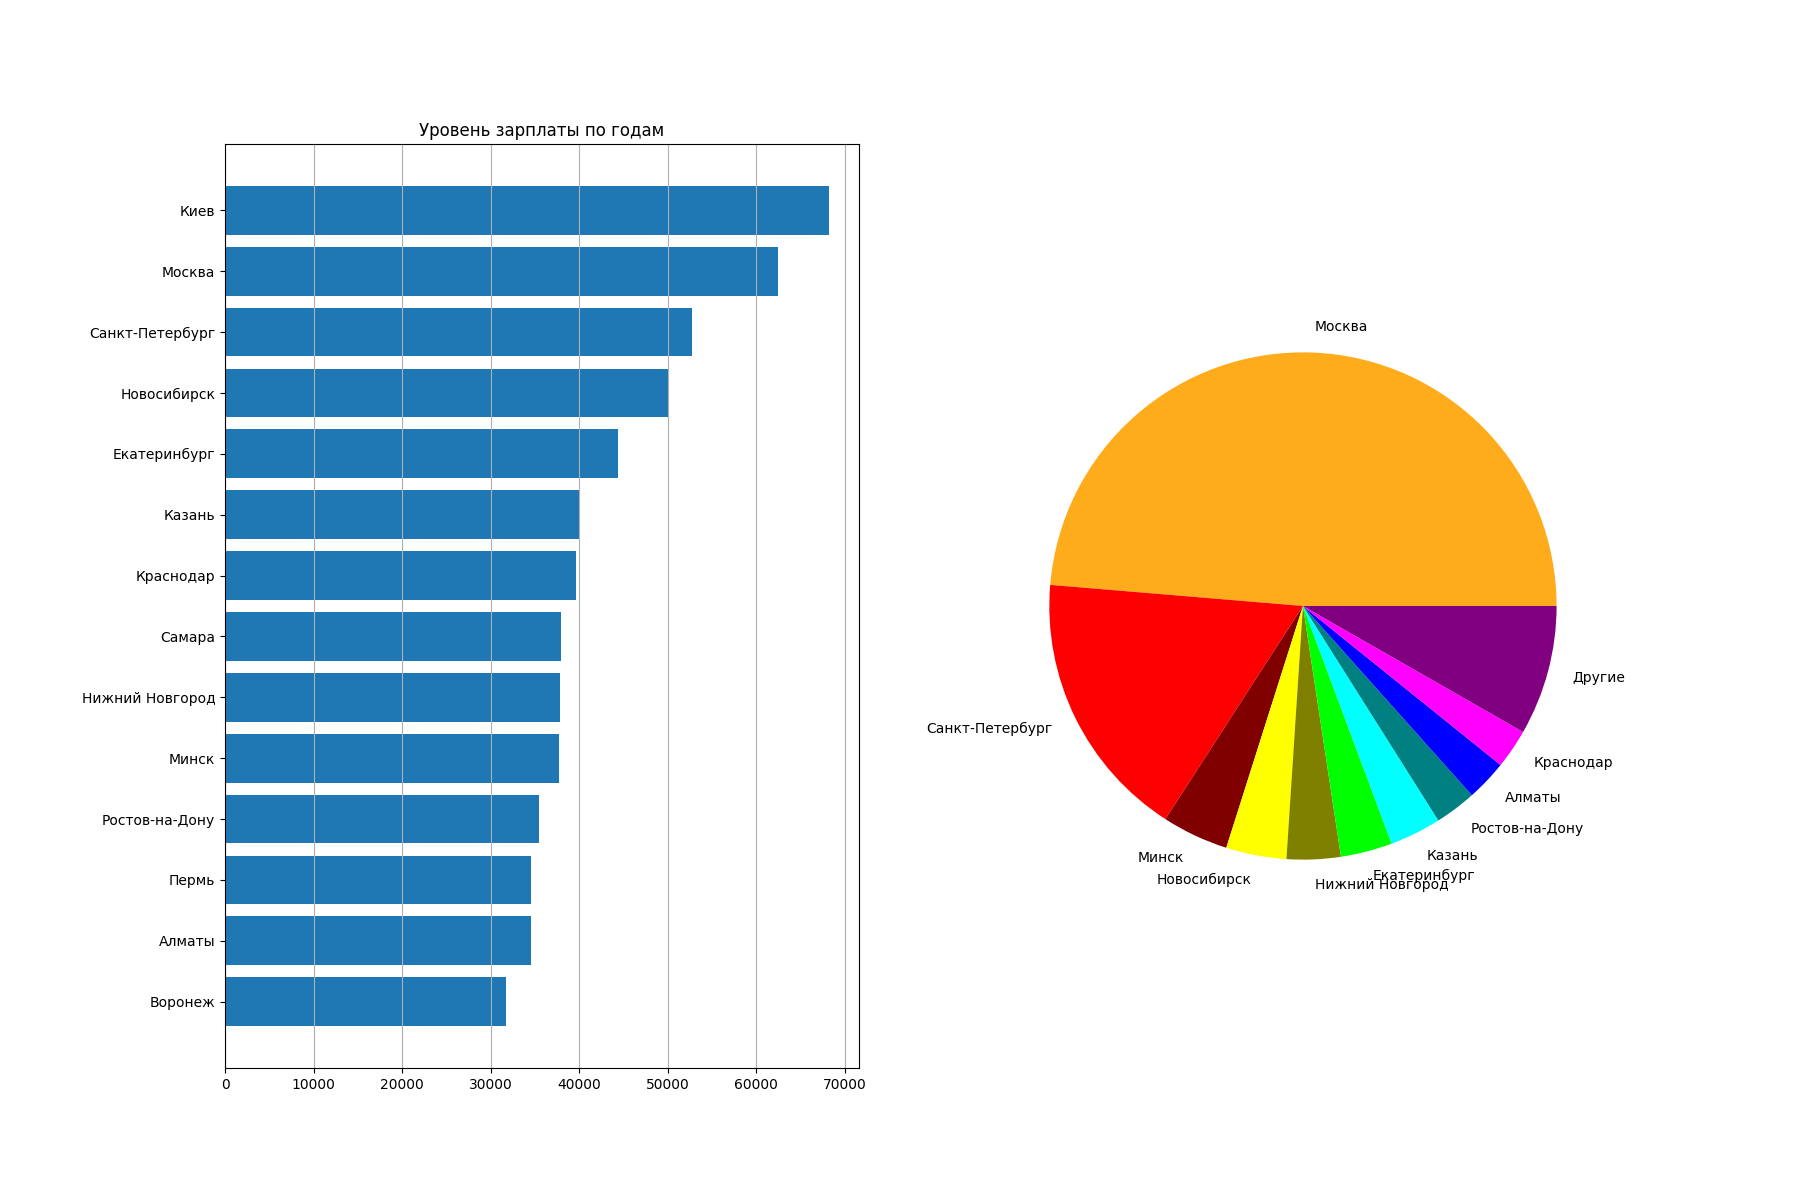 Уровень зарплаты по годам
Киев
Москва
Санкт-Петербург
Новосибирск
Екатеринбург
Казань
Краснодар
Самара
Нижний Новгород
Минск
Ростов-на-Дону
Пермь
Алматы
Воронеж
0 10000 20000 30000 40000 50000 60000 70000
Москва
Санкт-Петербург
Минск
Новосибирск
Нижний Новгород
Екатеринбург
Казань
Ростов-на-Дону
Алматы
Краснодар
Другие